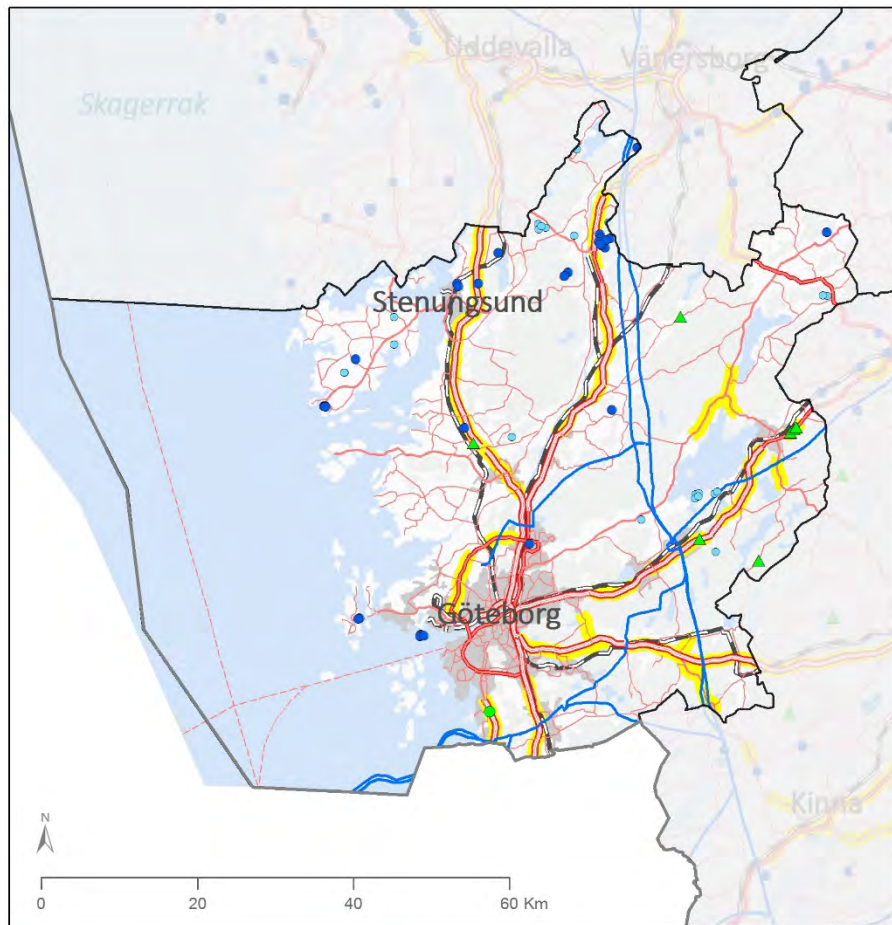 Uddevalla
Vänersborg
Skagerrak
Stenungsund
Göteborg
Kinna
N
0 20 40 60 Km